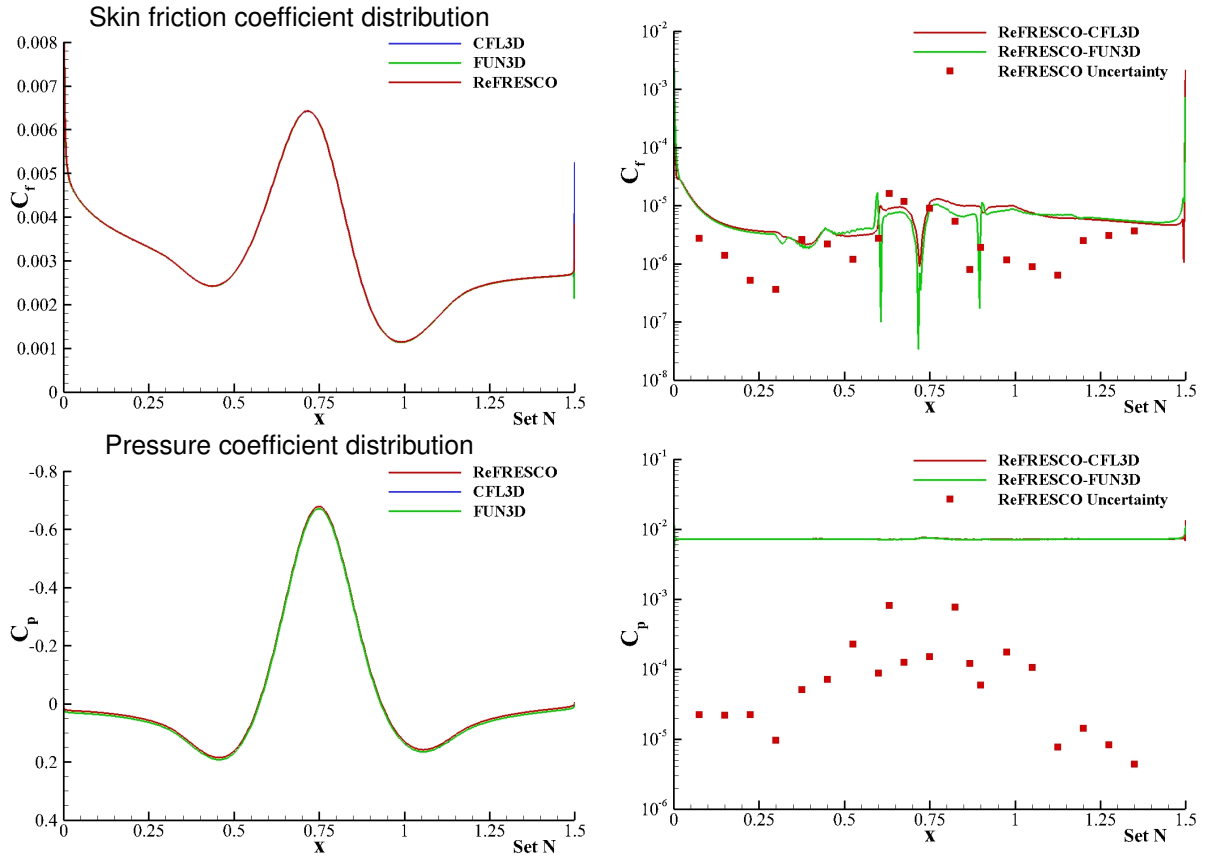 Skin friction coefficient distribution
CFL3D
FUN3D
ReFRESCO
0.008
0.007
0.006
0.005
0.004
0.003
0.002
0.001
0
Cf
0 0.25 0.5 0.75 1 1.25 1.5
x Set N
ReFRESCO-CFL3D
ReFRESCO-FUN3D
ReFRESCO Uncertainty
10-2
10-3
10-4
10-5
10-6
10-7
10-8
Cf
0 0.25 0.5 0.75 1 1.25 1.5
x Set N
Pressure coefficient distribution
ReFRESCO
CFL3D
FUN3D
-0.8
-0.6
-0.4
-0.2
0
0.2
0.4
Cp
0 0.25 0.5 0.75 1 1.25 1.5
x Set N
ReFRESCO-CFL3D
ReFRESCO-FUN3D
ReFRESCO Uncertainty
10-1
10-2
10-3
10-4
10-5
10-6
Cp
0 0.25 0.5 0.75 1 1.25 1.5
x Set N